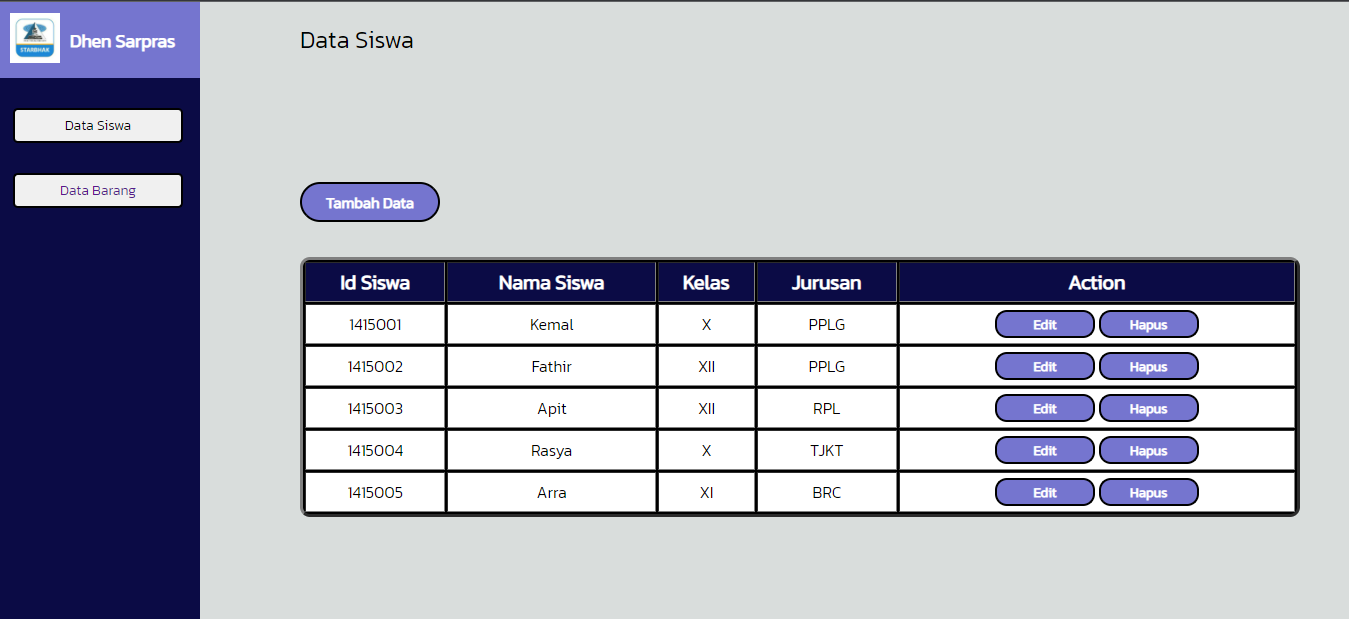 STARBHAK
Dhen Sarpras
Data Siswa
Data Barang
Data Siswa
Tambah Data
Id Siswa Nama Siswa Kelas Jurusan Action
1415001 Kemal X PPLG Edit Hapus
1415002 Fathir XII PPLG Edit Hapus
1415003 Apit XII RPL Edit Hapus
1415004 Rasya X TJKT Edit Hapus
1415005 Arra XI BRC Edit Hapus